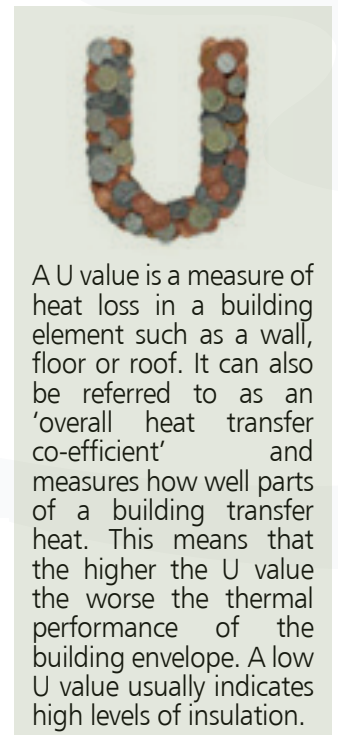 U
A U value is a measure of
heat loss in a building
element such as a wall,
floor or roof. It can also
be referred to as an
‘overall heat transfer
co-efficient’ and
measures how well parts
of a building transfer
heat. This means that
the higher the U value
the worse the thermal
performance of the
building envelope. A low
U value usually indicates
high levels of insulation.